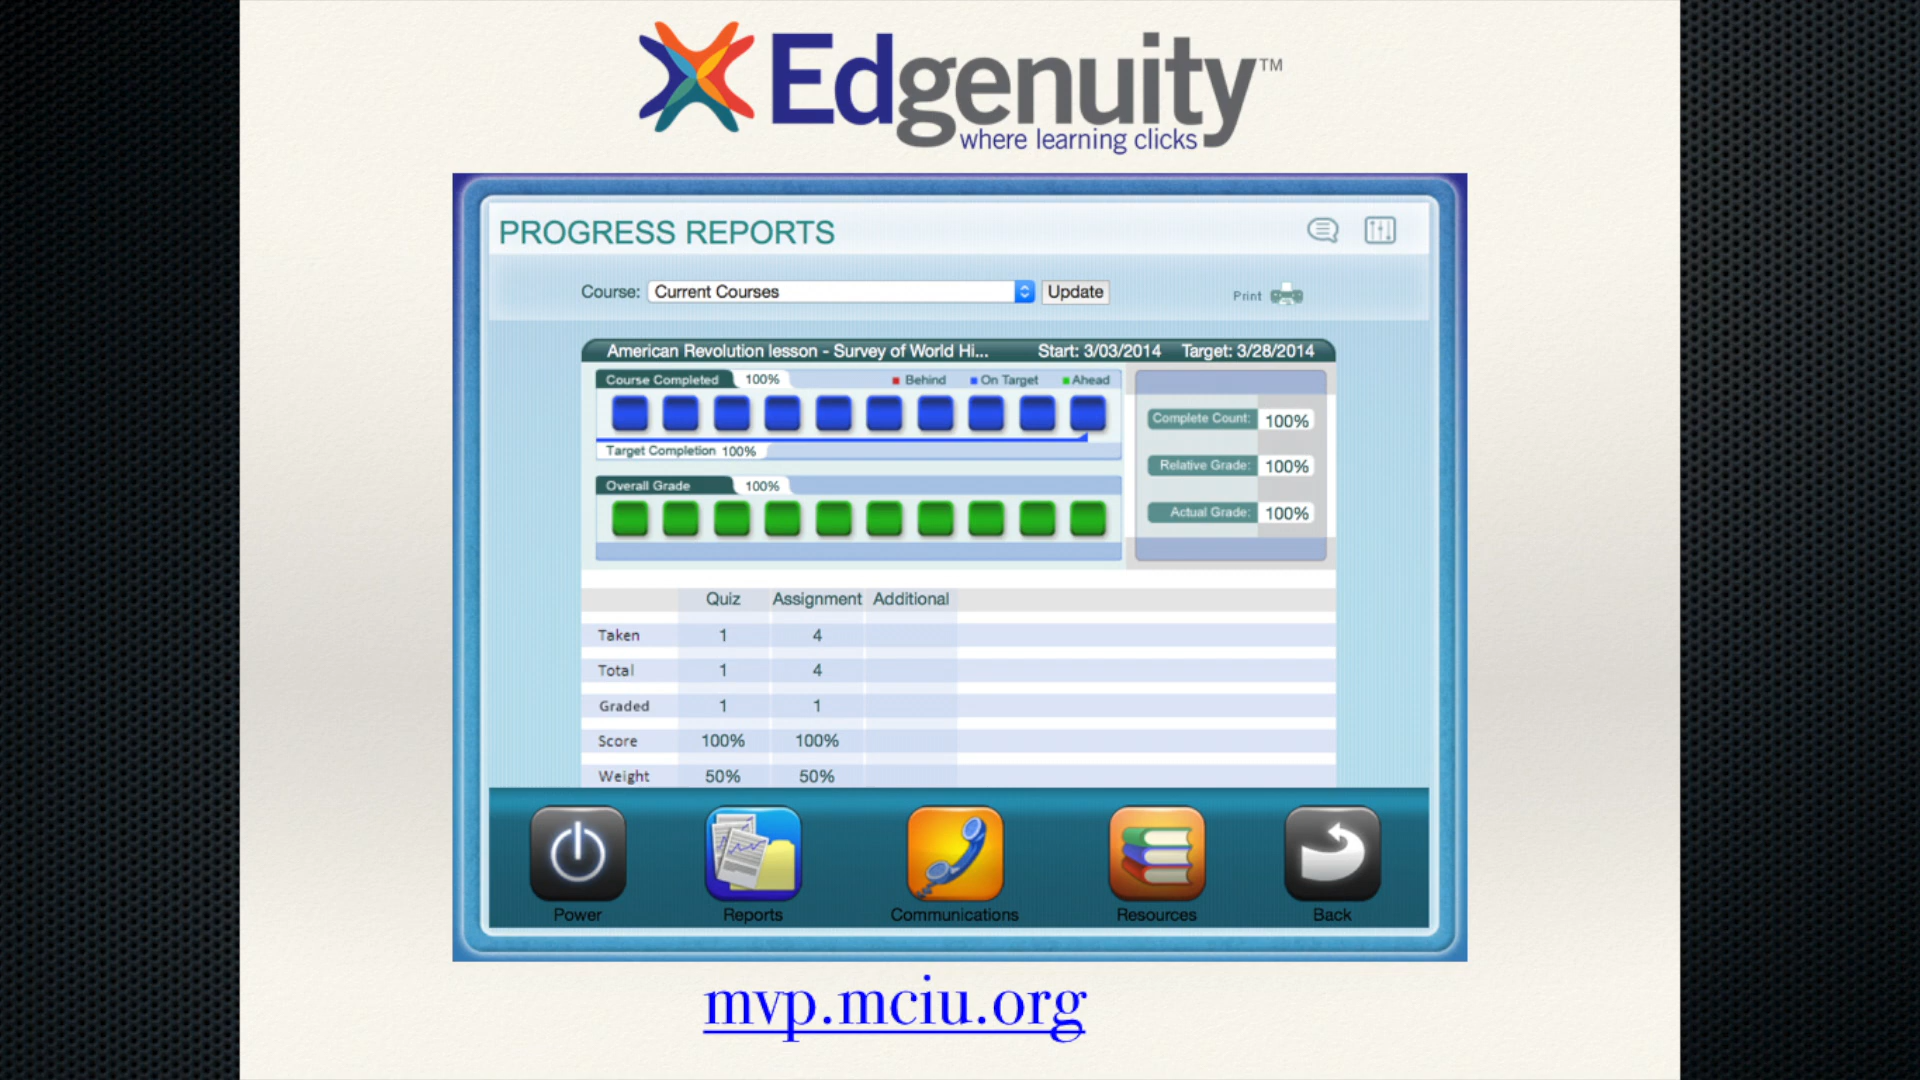 Edgenuity™
where learning clicks
PROGRESS REPORTS
Course: Current Courses Update Print
American Revolution lesson - Survey of World Hi... Start: 3/03/2014 Target: 3/28/2014
Course Completed 100% Behind On Target Ahead
Target Completion 100%
Overall Grade 100%
Complete Count: 100%
Relative Grade: 100%
Actual Grade: 100%
Quiz Assignment Additional
Taken 1 4
Total 1 4
Graded 1 1
Score 100% 100%
Weight 50% 50%
Power Reports Communications Resources Back
mvp.mciu.org